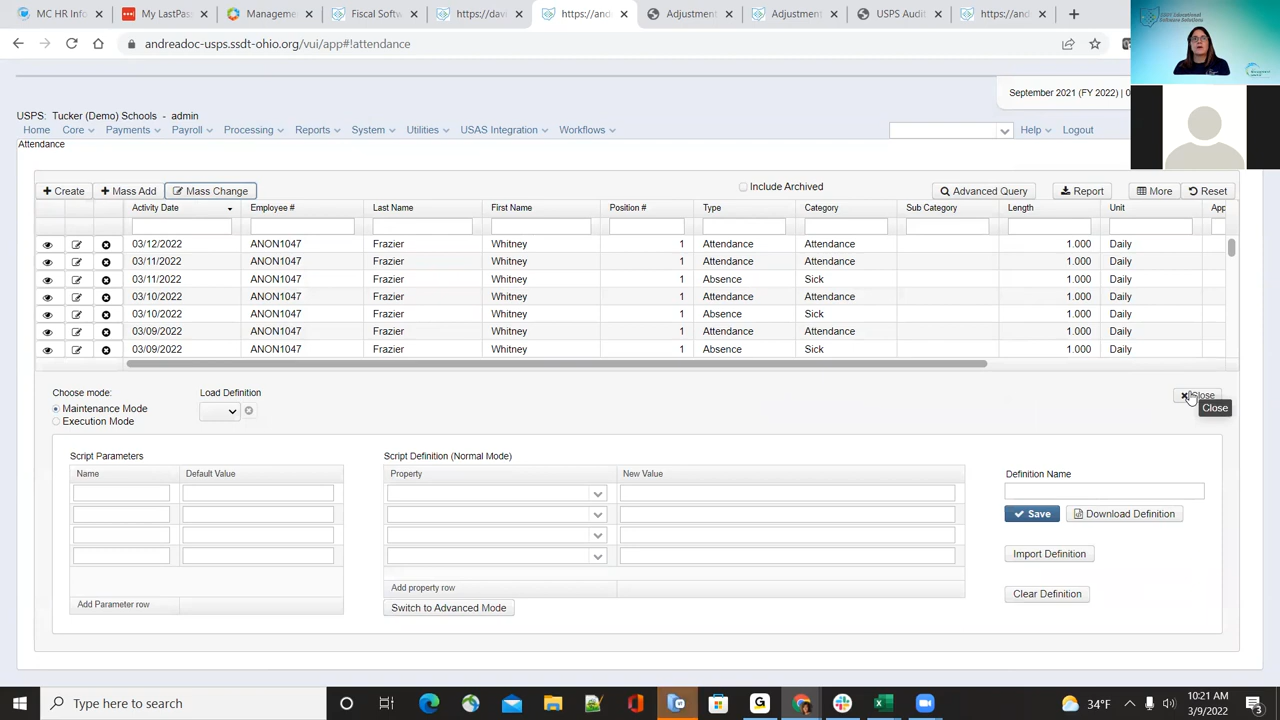 MC HR Info
My LastPass
Manageme
Fiscal Softw
https://and
Adjustment
Adjustment
USPS Aw
https://and
andreadoc-usps.ssdt-ohio.org/vui/app#!attendance
September 2021 (FY 2022) | 0
USPS. Tucker (Demo) Schools - admin
Home Core Payments Payroll Processing Reports System Utilities USAS Integration Workflows Help Logout
Attendance
Create Mass Add Mass Change Include Archived Advanced Query Report More Reset
Activity Date Employee # Last Name First Name Position # Type Category Sub Category Length Unit App
03/12/2022 ANON1047 Frazier Whitney 1 Attendance Attendance 1.000 Daily
03/11/2022 ANON1047 Frazier Whitney 1 Attendance Attendance 1.000 Daily
03/11/2022 ANON1047 Frazier Whitney 1 Absence Sick 1.000 Daily
03/10/2022 ANON1047 Frazier Whitney 1 Attendance Attendance 1.000 Daily
03/10/2022 ANON1047 Frazier Whitney 1 Absence Sick 1.000 Daily
03/09/2022 ANON1047 Frazier Whitney 1 Attendance Attendance 1.000 Daily
03/09/2022 ANON1047 Frazier Whitney 1 Absence Sick 1.000 Daily
Choose mode: Load Definition
Maintenance Mode
Execution Mode
Close
Close
Script Parameters Script Definition (Normal Mode)
Name Default Value Property New Value Definition Name
Save Download Definition
Import Definition
Add property row
Clear Definition
Add Parameter row
Switch to Advanced Mode
Type here to search
34°F
10:21 AM
3/9/2022
3